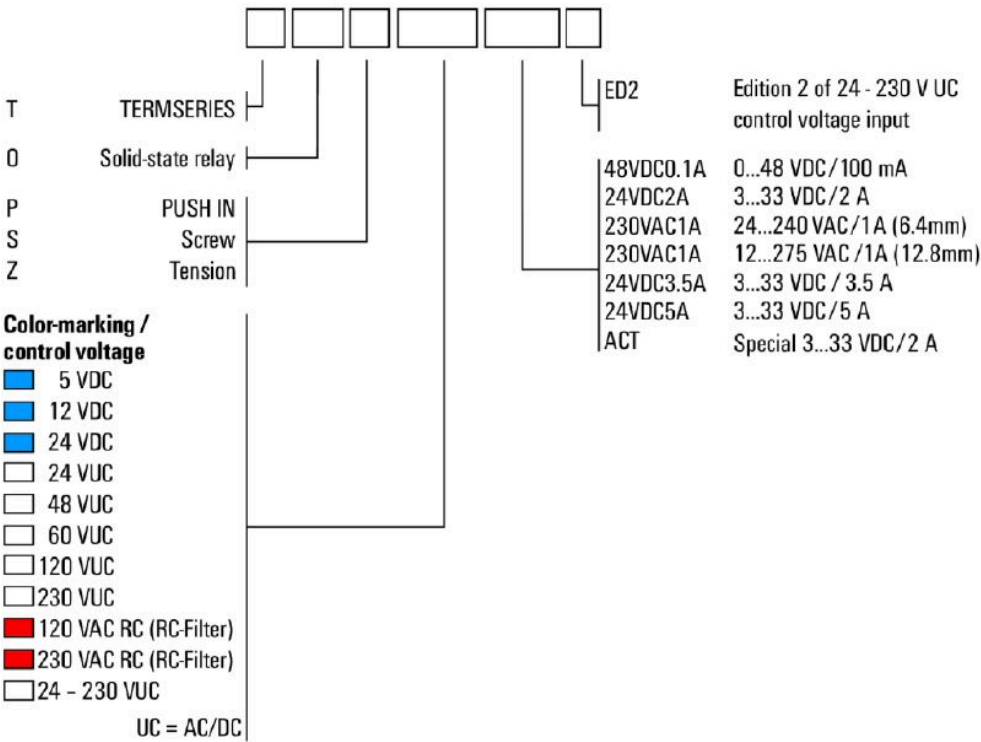 T TERMSERIES
O Solid-state relay
P PUSH IN
S Screw
Z Tension
Color-marking /
control voltage
5 VDC
12 VDC
24 VDC
24 VUC
48 VUC
60 VUC
120 VUC
230 VUC
120 VAC RC (RC-Filter)
230 VAC RC (RC-Filter)
24 – 230 VUC
UC = AC/DC
ED2 Edition 2 of 24 - 230 V UC
control voltage input
48VDC0.1A 0...48 VDC/100 mA
24VDC2A 3...33 VDC/2 A
230VAC1A 24...240 VAC/1A (6.4mm)
230VAC1A 12...275 VAC/1A (12.8mm)
24VDC3.5A 3...33 VDC / 3.5 A
24VDC5A 3...33 VDC/5 A
ACT Special 3...33 VDC/2 A